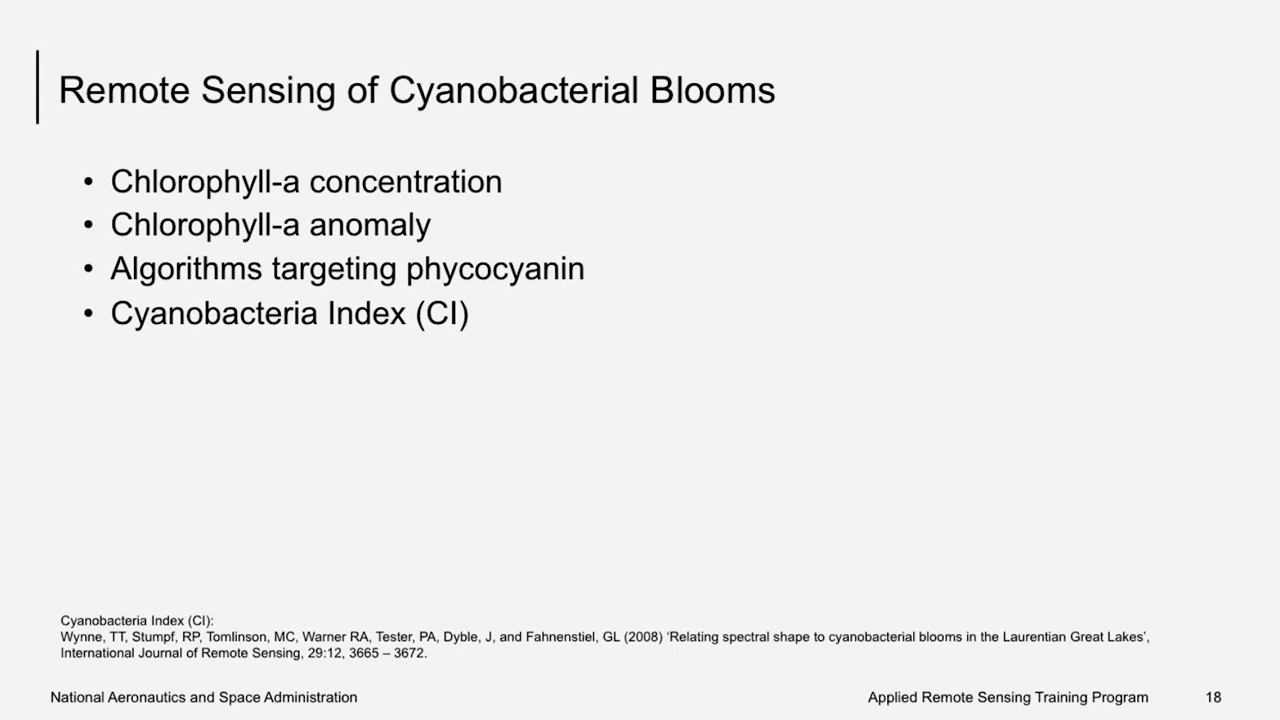 Remote Sensing of Cyanobacterial Blooms
• Chlorophyll-a concentration
• Chlorophyll-a anomaly
• Algorithms targeting phycocyanin
• Cyanobacteria Index (CI)
Cyanobacteria Index (CI):
Wynne, TT, Stumpf, RP, Tomlinson, MC, Warner RA, Tester, PA, Dyble, J, and Fahnenstiel, GL (2008) ‘Relating spectral shape to cyanobacterial blooms in the Laurentian Great Lakes’,
International Journal of Remote Sensing, 29:12, 3665 – 3672.
National Aeronautics and Space Administration
Applied Remote Sensing Training Program
18